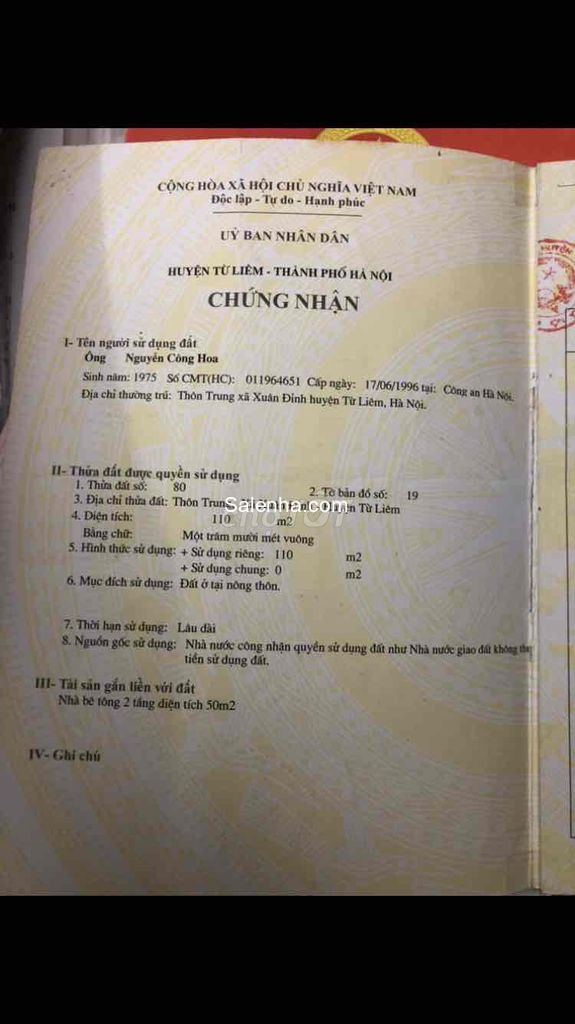 CỘNG HÒA XÃ HỘI CHỦ NGHĨA VIỆT NAM
Độc lập - Tự do - Hạnh phúc
UỶ BAN NHÂN DÂN
HUYỆN TỪ LIÊM - THÀNH PHỐ HÀ NỘI
CHỨNG NHẬN
I- Tên người sử dụng đất
Ông Nguyễn Công Hoa
Sinh năm: 1975 Số CMT(HC): 011964651 Cấp ngày: 17/06/1996 tại: Công an Hà Nội.
Địa chỉ thường trú: Thôn Trung xã Xuân Đỉnh huyện Từ Liêm, Hà Nội.
II- Thửa đất được quyền sử dụng
1. Thửa đất số: 80 2. Tờ bản đồ số: 19
3. Địa chỉ thửa đất: Thôn Trung Từ Liêm
Salenha.com
4. Diện tích: 110 m2
Bằng chữ: Một trăm mười mét vuông
5. Hình thức sử dụng: + Sử dụng riêng: 110 m2
+ Sử dụng chung: 0 m2
6. Mục đích sử dụng: Đất ở tại nông thôn.
7. Thời hạn sử dụng: Lâu dài
8. Nguồn gốc sử dụng: Nhà nước công nhận quyền sử dụng đất như Nhà nước giao đất không thu
tiền sử dụng đất.
III- Tài sản gắn liền với đất
Nhà bê tông 2 tầng diện tích 50m2
IV- Ghi chú